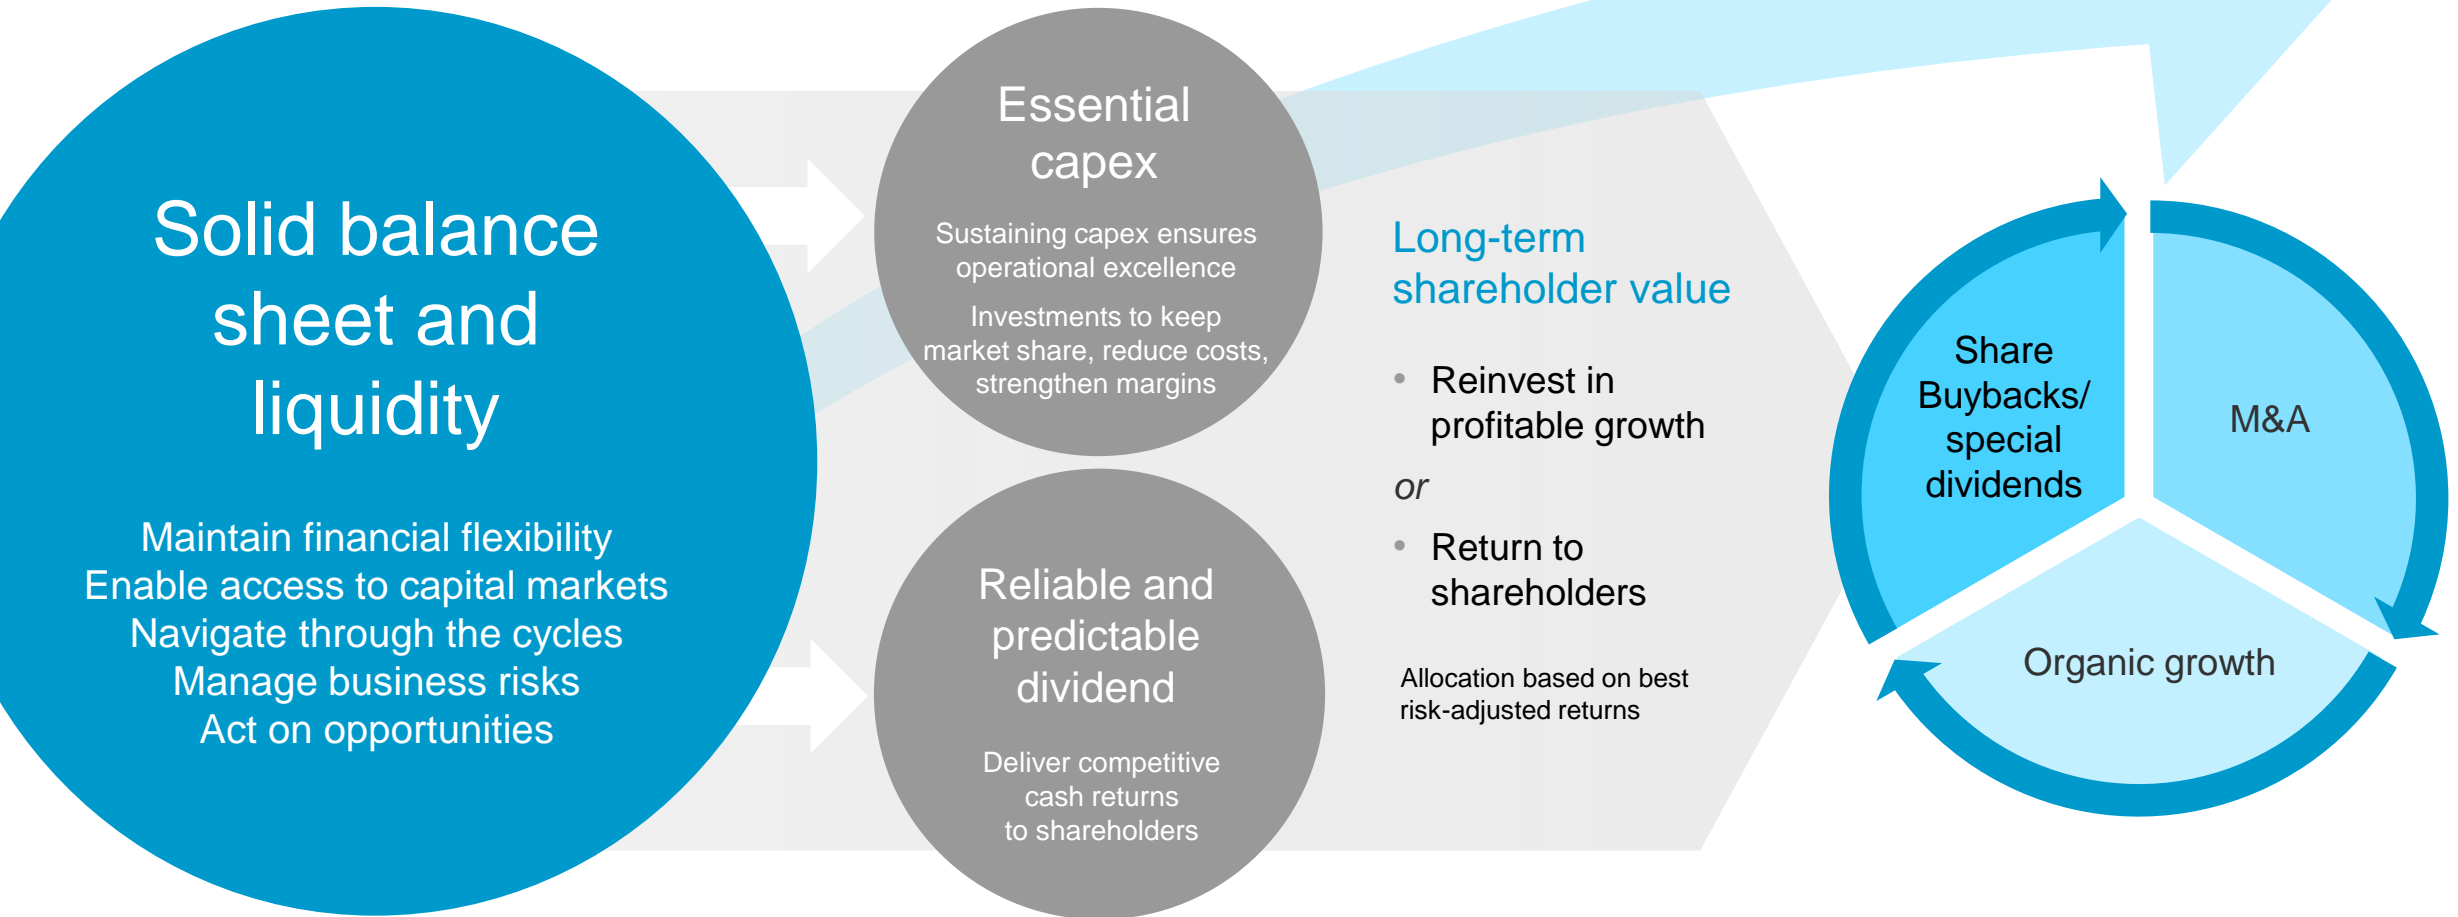 Solid balance
sheet and
liquidity
Maintain financial flexibility
Enable access to capital markets
Navigate through the cycles
Manage business risks
Act on opportunities
Essential
capex
Sustaining capex ensures
operational excellence
Investments to keep
market share, reduce costs,
strengthen margins
Reliable and
predictable
dividend
Deliver competitive
cash returns
to shareholders
Long-term
shareholder value
• Reinvest in
profitable growth
or
• Return to
shareholders
Allocation based on best
risk-adjusted returns
Share
Buybacks/
special
dividends
M&A
Organic growth